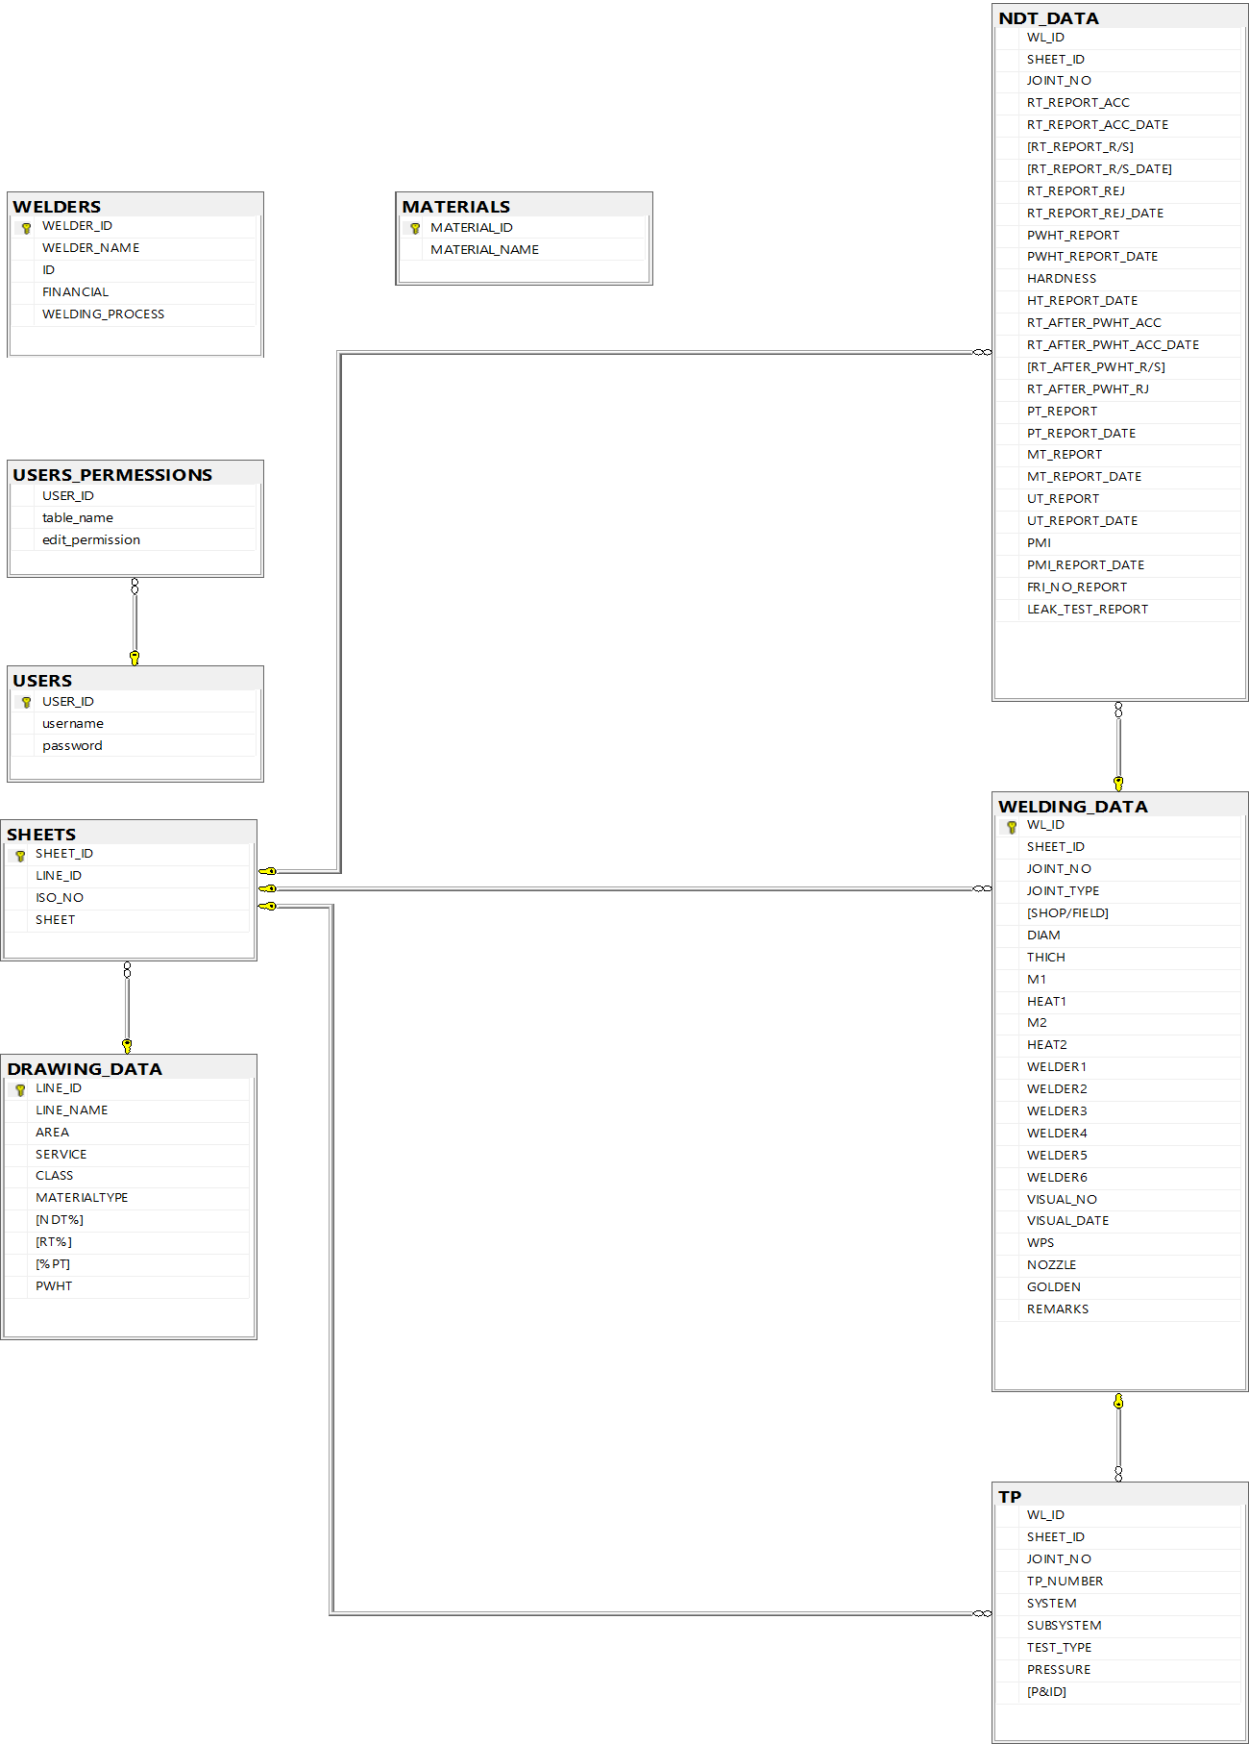 NDT_DATA
WL_ID
SHEET_ID
JOINT_NO
RT_REPORT_ACC
RT_REPORT_ACC_DATE
[RT_REPORT_R/S]
[RT_REPORT_R/S_DATE]
RT_REPORT_REJ
RT_REPORT_REJ_DATE
PWHT_REPORT
PWHT_REPORT_DATE
HARDNESS
HT_REPORT_DATE
RT_AFTER_PWHT_ACC
RT_AFTER_PWHT_ACC_DATE
[RT_AFTER_PWHT_R/S]
RT_AFTER_PWHT_RJ
PT_REPORT
PT_REPORT_DATE
MT_REPORT
MT_REPORT_DATE
UT_REPORT
UT_REPORT_DATE
PMI
PMI_REPORT_DATE
FRI_NO_REPORT
LEAK_TEST_REPORT
WELDERS
WELDER_ID
WELDER_NAME
ID
FINANCIAL
WELDING_PROCESS
MATERIALS
MATERIAL_ID
MATERIAL_NAME
USERS_PERMESSIONS
USER_ID
table_name
edit_permission
USERS
USER_ID
username
password
SHEETS
SHEET_ID
LINE_ID
ISO_NO
SHEET
DRAWING_DATA
LINE_ID
LINE_NAME
AREA
SERVICE
CLASS
MATERIALTYPE
[NDT%]
[RT%]
[%PT]
PWHT
WELDING_DATA
WL_ID
SHEET_ID
JOINT_NO
JOINT_TYPE
[SHOP/FIELD]
DIAM
THICH
M1
HEAT1
M2
HEAT2
WELDER1
WELDER2
WELDER3
WELDER4
WELDER5
WELDER6
VISUAL_NO
VISUAL_DATE
WPS
NOZZLE
GOLDEN
REMARKS
TP
WL_ID
SHEET_ID
JOINT_NO
TP_NUMBER
SYSTEM
SUBSYSTEM
TEST_TYPE
PRESSURE
[P&ID]